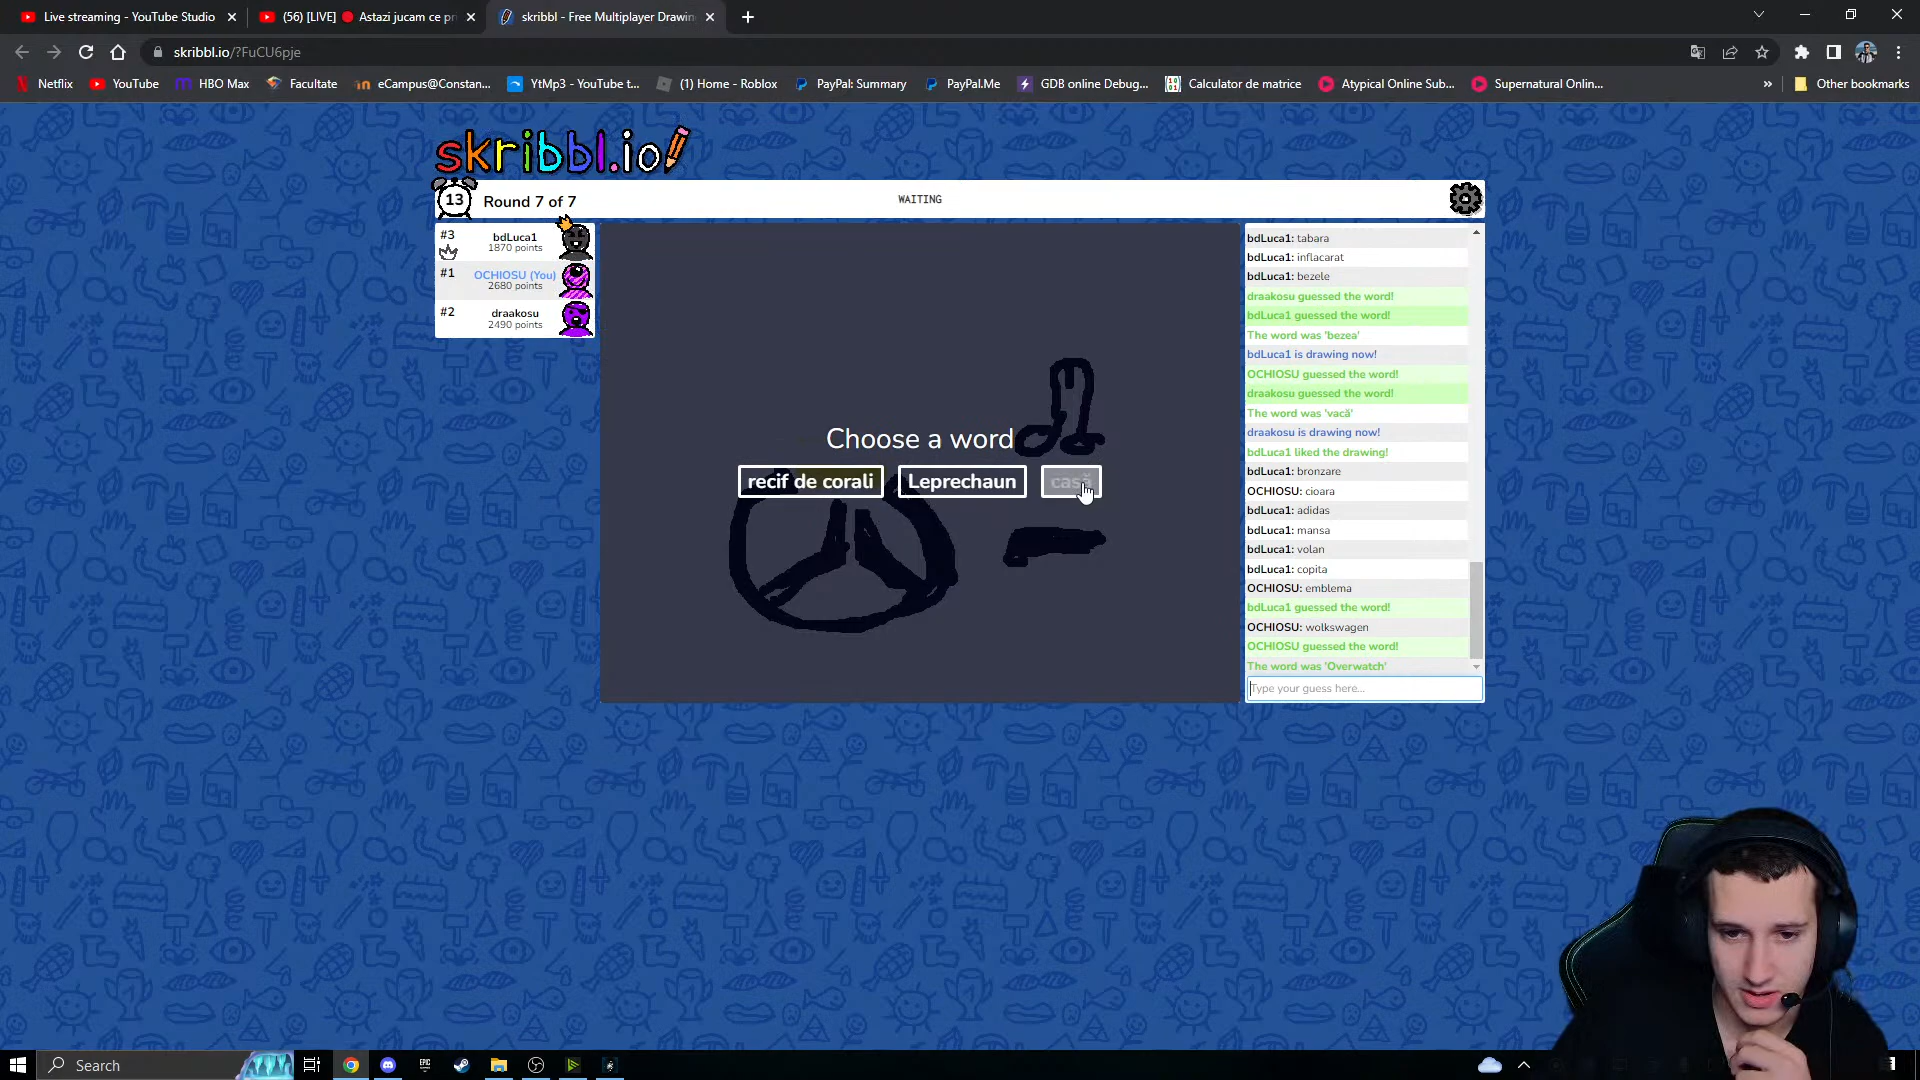 Live streaming - YouTube Studio
(56) [LIVE] 🔴 Astazi jucam ce pri
skribbl - Free Multiplayer Drawin
skribbl.io/?FuCU6pje
Netflix
YouTube
HBO Max
Facultate
eCampus@Constan...
YtMp3 - YouTube t...
(1) Home - Roblox
PayPal: Summary
PayPal.Me
GDB online Debug...
Calculator de matrice
Atypical Online Sub...
Supernatural Onlin...
»
Other bookmarks
skribbl.io
13
Round 7 of 7
WAITING
#3
bdLuca1
1870 points
#1
OCHIOSU (You)
2680 points
#2
draakosu
2490 points
Choose a word
recif de corali
Leprechaun
casă
bdLuca1: tabara
bdLuca1: inflacarat
bdLuca1: bezele
draakosu guessed the word!
bdLuca1 guessed the word!
The word was 'bezea'
bdLuca1 is drawing now!
OCHIOSU guessed the word!
draakosu guessed the word!
The word was 'vacă'
draakosu is drawing now!
bdLuca1 liked the drawing!
bdLuca1: bronzare
OCHIOSU: cioara
bdLuca1: adidas
bdLuca1: mansa
bdLuca1: volan
bdLuca1: copita
OCHIOSU: emblema
bdLuca1 guessed the word!
OCHIOSU: wolkswagen
OCHIOSU guessed the word!
The word was 'Overwatch'
Type your guess here...
Search
EPIC